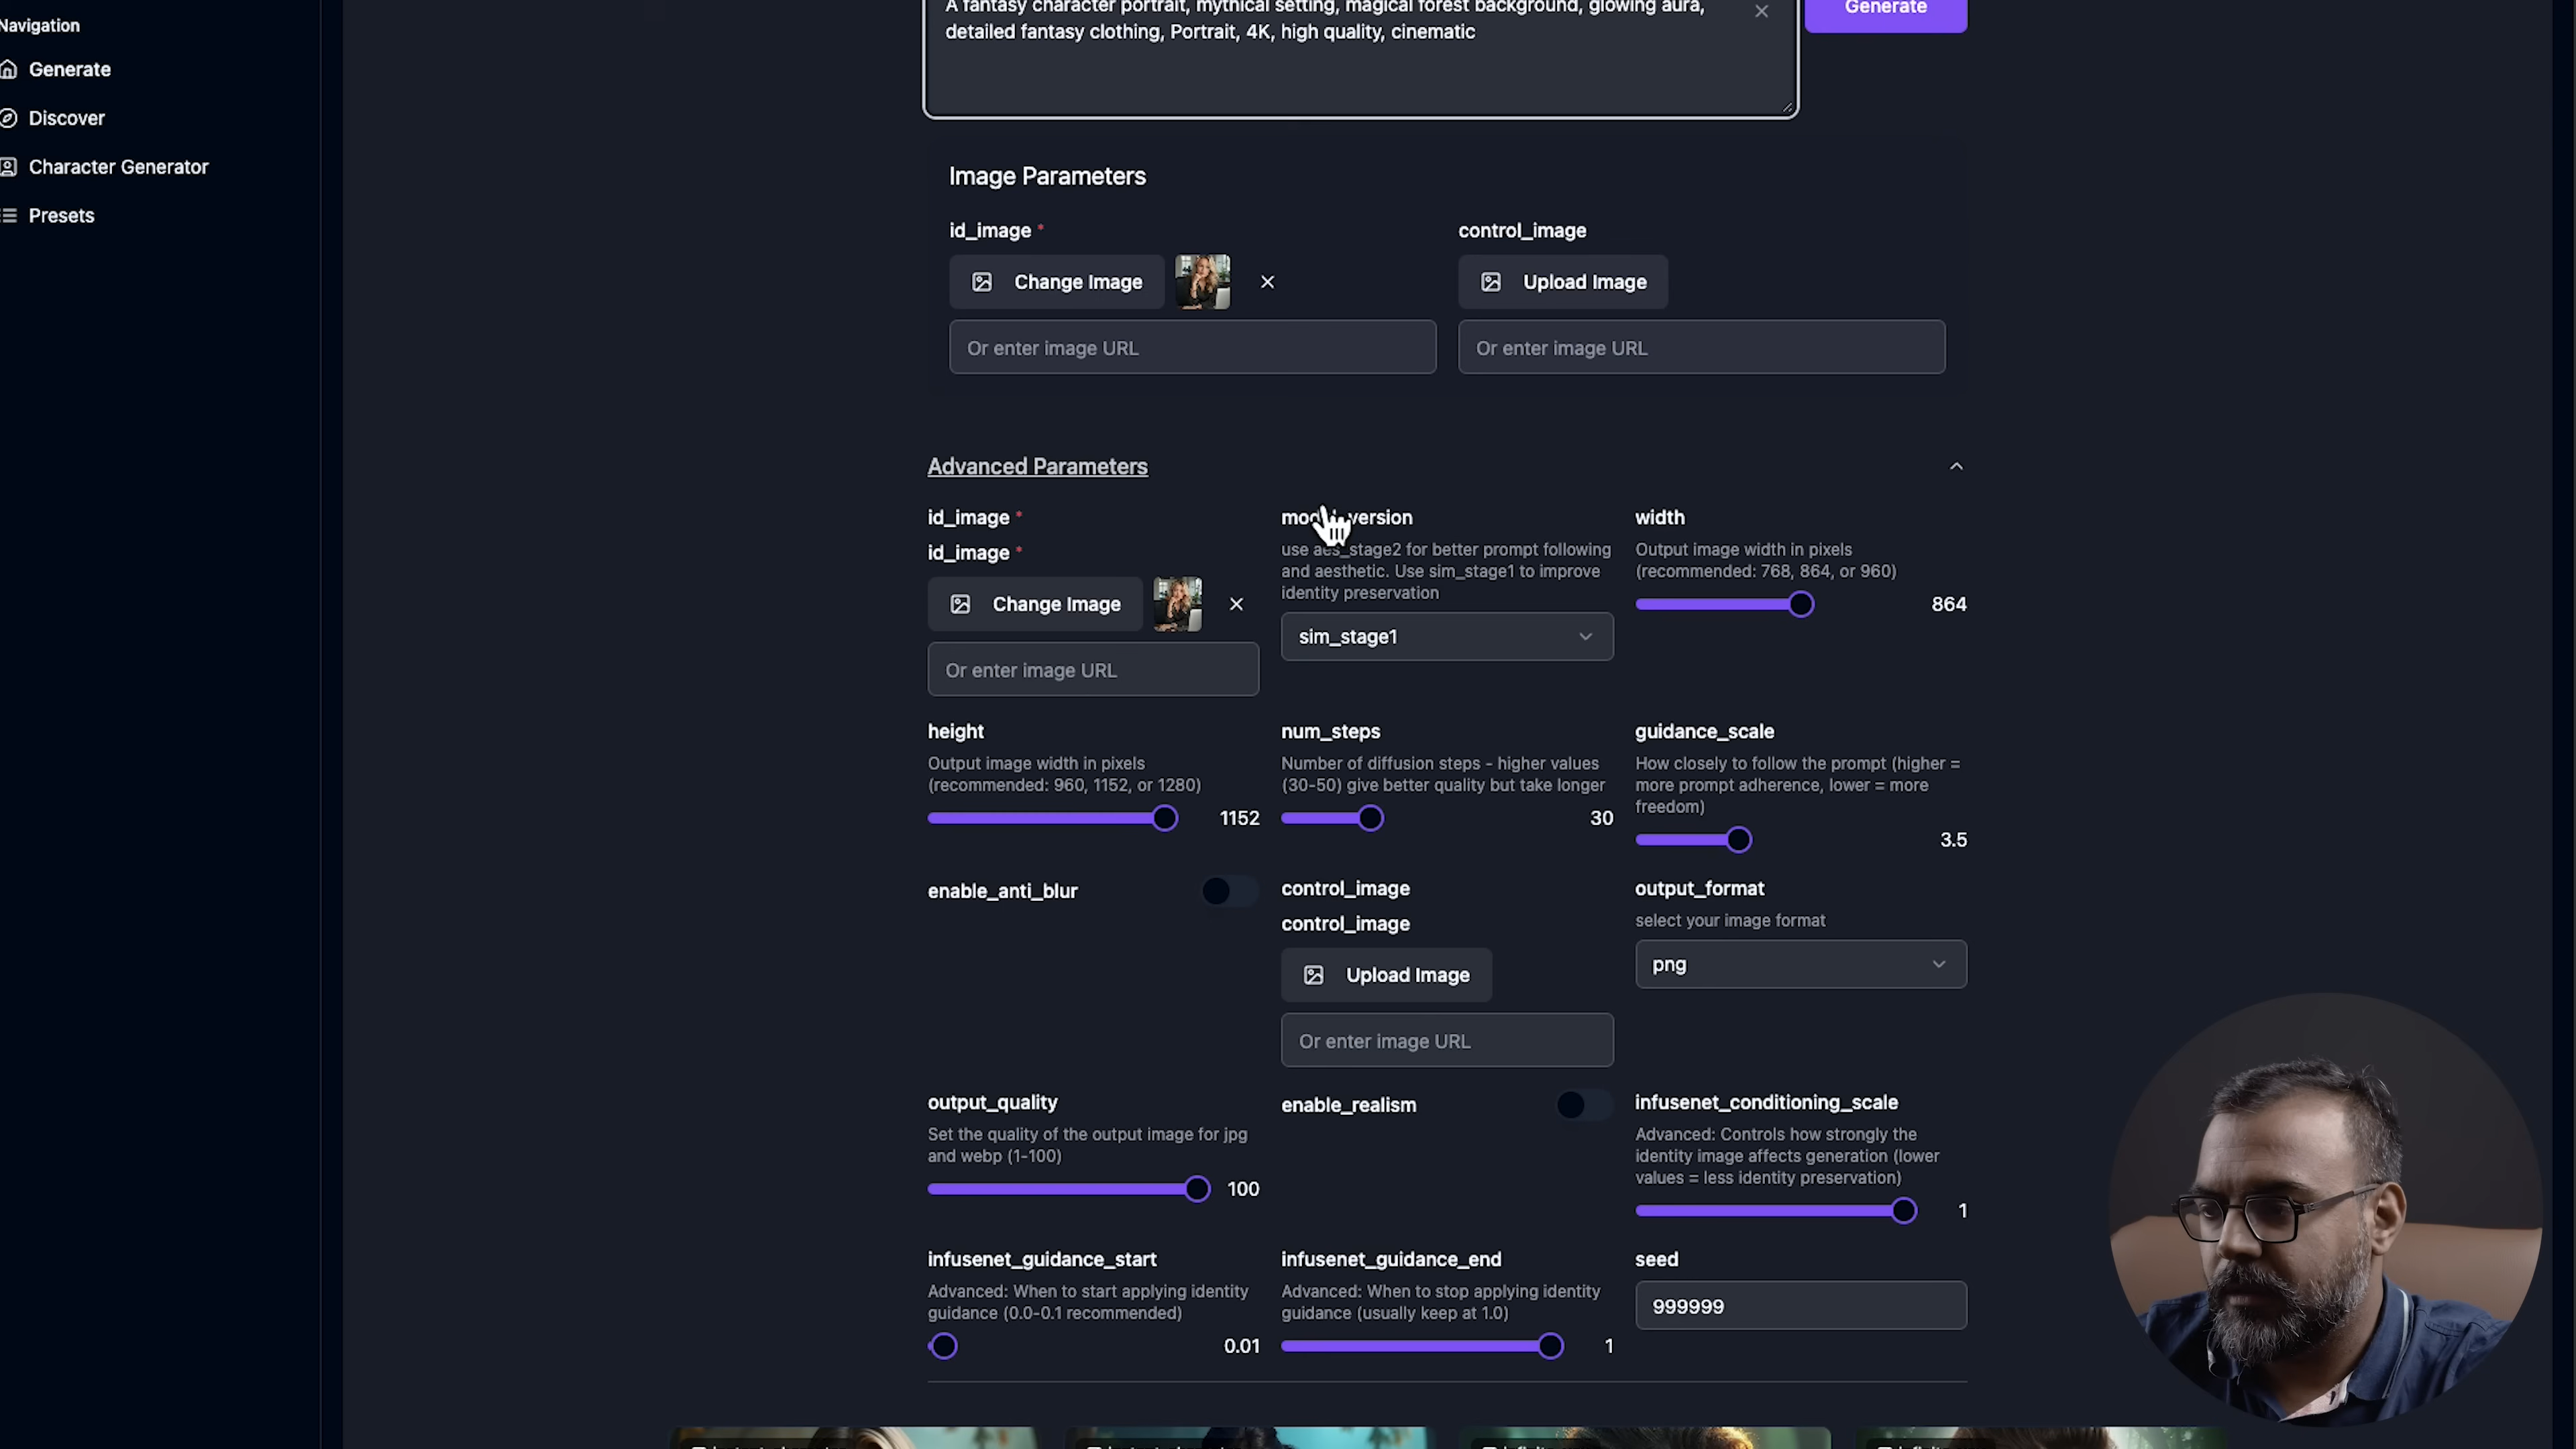 Navigation
Generate
Discover
Character Generator
Presets
A fantasy character portrait, mythical setting, magical forest background, glowing aura,
detailed fantasy clothing, Portrait, 4K, high quality, cinematic
Generate
Image Parameters
id_image *
Change Image
Or enter image URL
control_image
Upload Image
Or enter image URL
Advanced Parameters
id_image *
id_image *
Change Image
Or enter image URL
version
use aes_stage2 for better prompt following
and aesthetic. Use sim_stage1 to improve
identity preservation
sim_stage1
width
Output image width in pixels
(recommended: 768, 864, or 960)
864
height
Output image width in pixels
(recommended: 960, 1152, or 1280)
1152
num_steps
Number of diffusion steps - higher values
(30-50) give better quality but take longer
30
guidance_scale
How closely to follow the prompt (higher =
more prompt adherence, lower = more
freedom)
3.5
enable_anti_blur
control_image
control_image
Upload Image
Or enter image URL
output_format
select your image format
png
output_quality
Set the quality of the output image for jpg
and webp (1-100)
100
enable_realism
infusenet_conditioning_scale
Advanced: Controls how strongly the
identity image affects generation (lower
values = less identity preservation)
1
infusenet_guidance_start
Advanced: When to start applying identity
guidance (0.0-0.1 recommended)
0.01
infusenet_guidance_end
Advanced: When to stop applying identity
guidance (usually keep at 1.0)
1
seed
999999